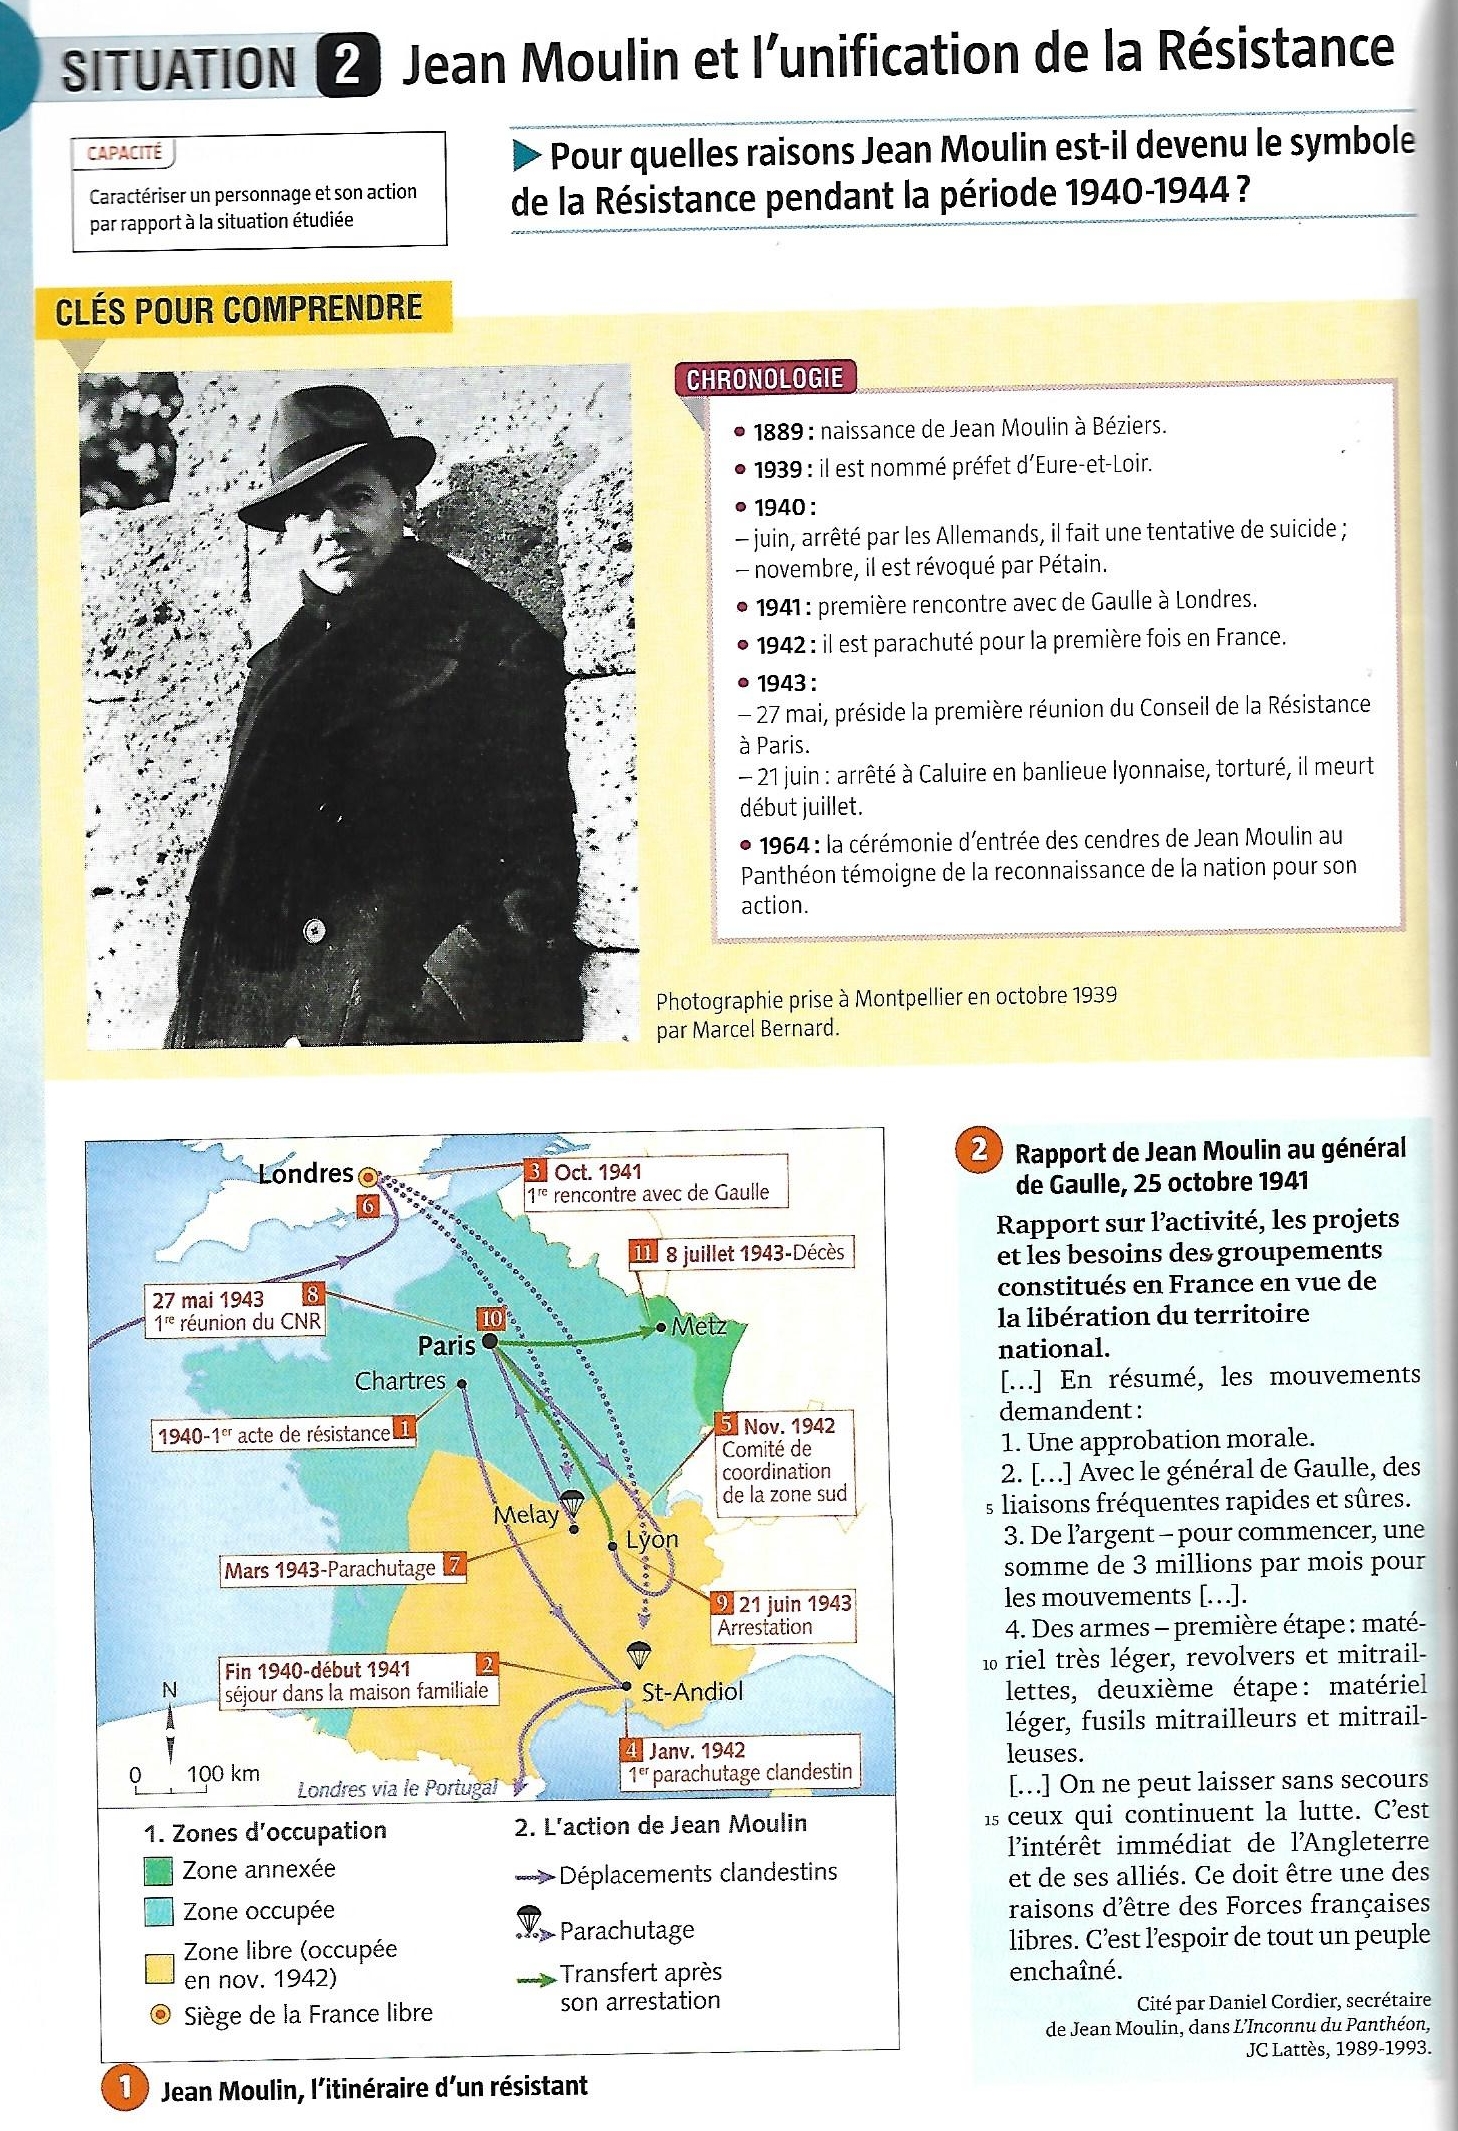 SITUATION 2 Jean Moulin et l'unification de la Résistance
CAPACITÉ
Caractériser un personnage et son action
par rapport à la situation étudiée
▶ Pour quelles raisons Jean Moulin est-il devenu le symbole
de la Résistance pendant la période 1940-1944 ?
CLÉS POUR COMPRENDRE
CHRONOLOGIE
• 1889 : naissance de Jean Moulin à Béziers.
• 1939 : il est nommé préfet d'Eure-et-Loir.
• 1940 :
– juin, arrêté par les Allemands, il fait une tentative de suicide ;
– novembre, il est révoqué par Pétain.
• 1941 : première rencontre avec de Gaulle à Londres.
• 1942 : il est parachuté pour la première fois en France.
• 1943 :
– 27 mai, préside la première réunion du Conseil de la Résistance
à Paris.
– 21 juin : arrêté à Caluire en banlieue lyonnaise, torturé, il meurt
début juillet.
• 1964 : la cérémonie d'entrée des cendres de Jean Moulin au
Panthéon témoigne de la reconnaissance de la nation pour son
action.
Photographie prise à Montpellier en octobre 1939
par Marcel Bernard.
Londres
6
3 Oct. 1941
1re rencontre avec de Gaulle
11 8 juillet 1943-Décès
27 mai 1943 8
1re réunion du CNR
10
Paris
Metz
Chartres
1940-1er acte de résistance 1
5 Nov. 1942
Comité de
coordination
de la zone sud
Melay
Lyon
Mars 1943-Parachutage 7
9 21 juin 1943
Arrestation
Fin 1940-début 1941 2
séjour dans la maison familiale
St-Andiol
N
4 Janv. 1942
1er parachutage clandestin
0 100 km
Londres via le Portugal
1. Zones d'occupation
Zone annexée
Zone occupée
Zone libre (occupée
en nov. 1942)
Siège de la France libre
2. L'action de Jean Moulin
Déplacements clandestins
Parachutage
Transfert après
son arrestation
1 Jean Moulin, l'itinéraire d'un résistant
2 Rapport de Jean Moulin au général
de Gaulle, 25 octobre 1941
Rapport sur l'activité, les projets
et les besoins des groupements
constitués en France en vue de
la libération du territoire
national.
[…] En résumé, les mouvements
demandent :
1. Une approbation morale.
2. […] Avec le général de Gaulle, des
5 liaisons fréquentes rapides et sûres.
3. De l'argent – pour commencer, une
somme de 3 millions par mois pour
les mouvements […].
4. Des armes – première étape : maté-
10 riel très léger, revolvers et mitrail-
lettes, deuxième étape : matériel
léger, fusils mitrailleurs et mitrail-
leuses.
[…] On ne peut laisser sans secours
15 ceux qui continuent la lutte. C'est
l'intérêt immédiat de l'Angleterre
et de ses alliés. Ce doit être une des
raisons d'être des Forces françaises
libres. C'est l'espoir de tout un peuple
enchaîné.
Cité par Daniel Cordier, secrétaire
de Jean Moulin, dans L'Inconnu du Panthéon,
JC Lattès, 1989-1993.